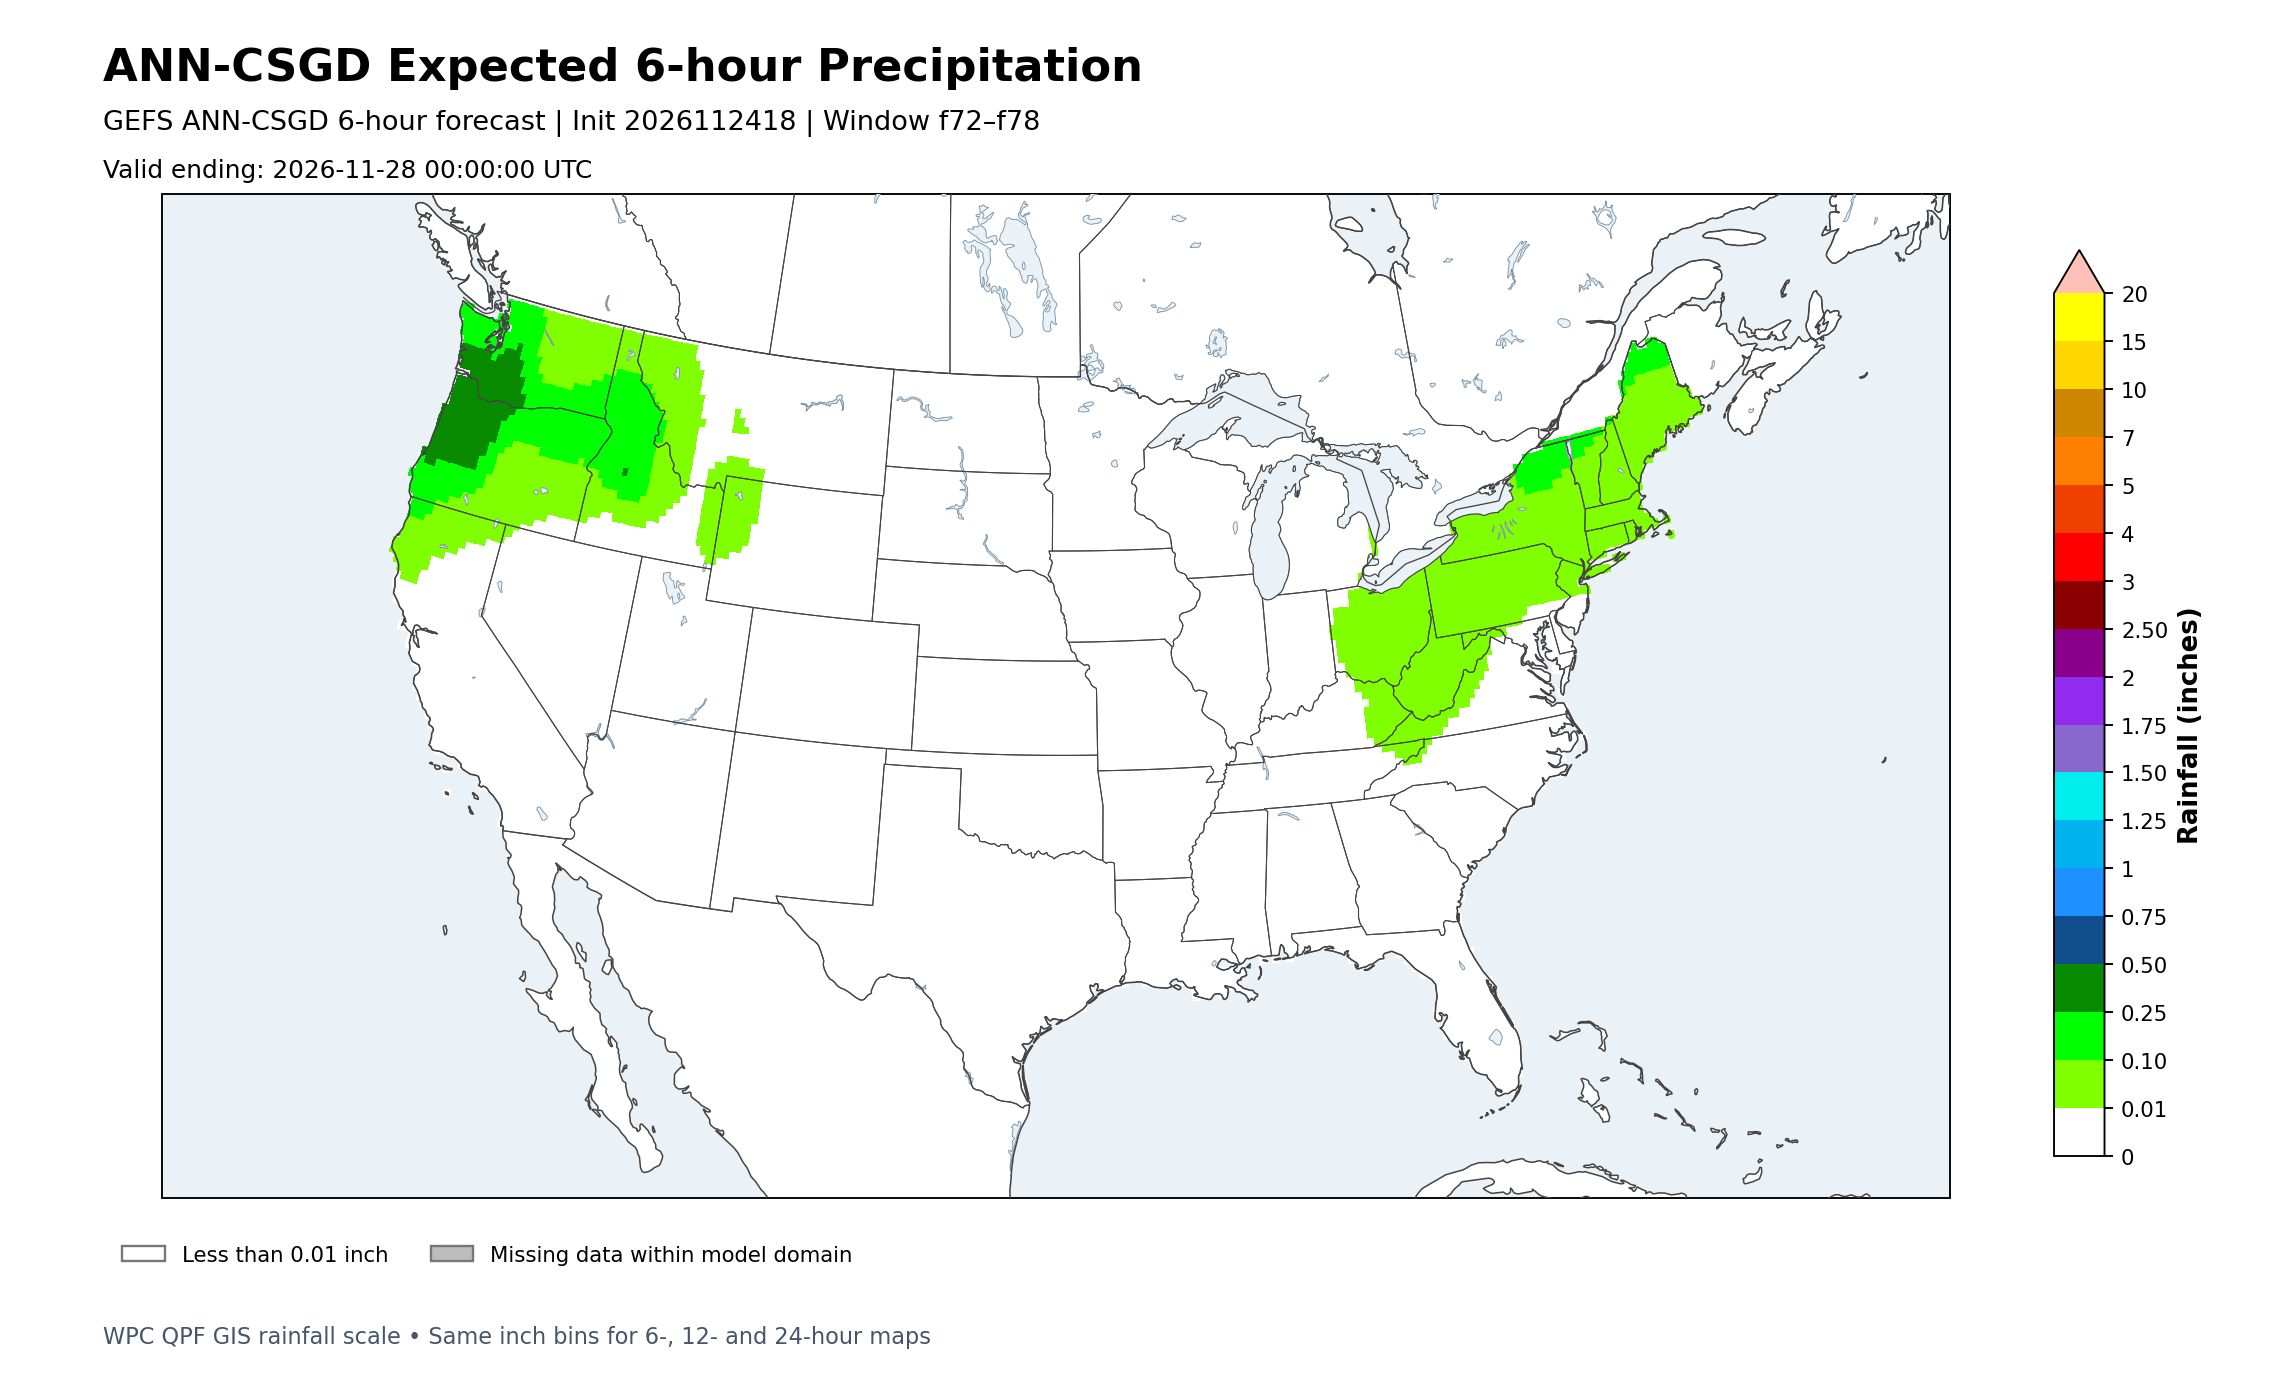 ANN-CSGD Expected 6-hour Precipitation
GEFS ANN-CSGD 6-hour forecast | Init 2026112418 | Window f72–f78
Valid ending: 2026-11-28 00:00:00 UTC
20
15
10
7
5
4
3
2.50
2
1.75
1.50
1.25
1
0.75
0.50
0.25
0.10
0.01
0
Rainfall (inches)
Less than 0.01 inch
Missing data within model domain
WPC QPF GIS rainfall scale • Same inch bins for 6-, 12- and 24-hour maps